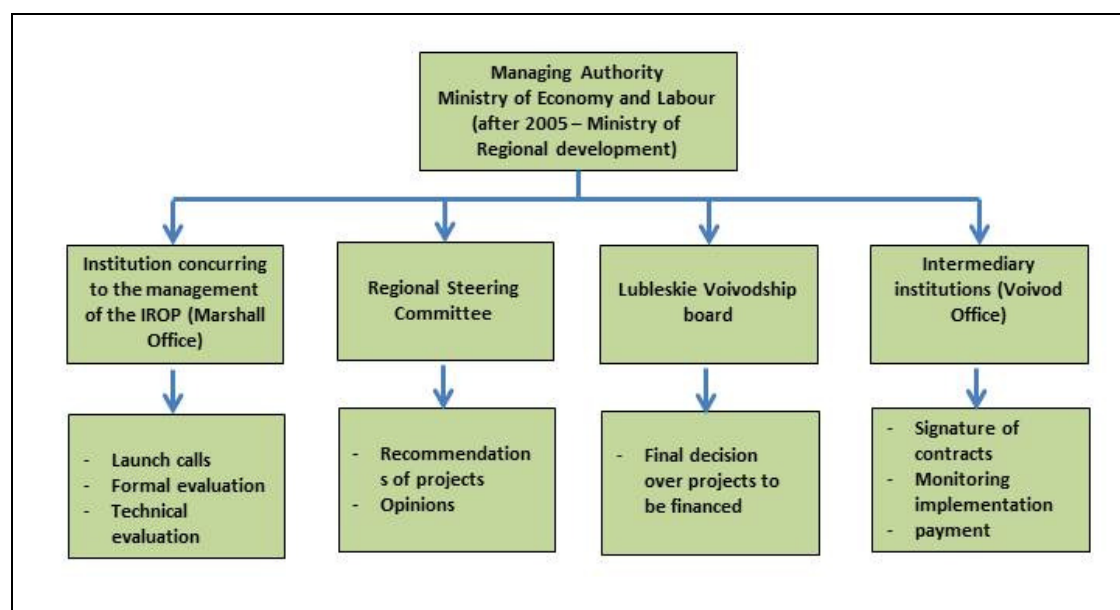 Managing Authority
Ministry of Economy and Labour
(after 2005 – Ministry of
Regional development)
Institution concurring
to the management
of the IROP (Marshall
Office)
Regional Steering
Committee
Lubleskie Voivodship
board
Intermediary
institutions (Voivod
Office)
- Launch calls
- Formal evaluation
- Technical
evaluation
- Recommendation
s of projects
- Opinions
- Final decision
over projects to
be financed
- Signature of
contracts
- Monitoring
implementation
- payment